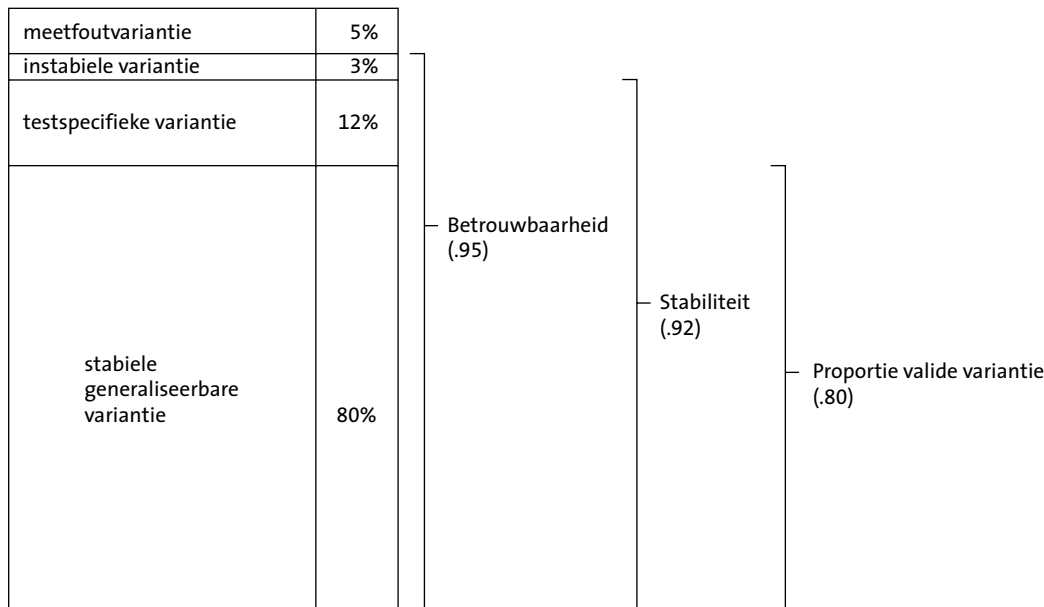 meetfoutvariantie 5%
instabiele variantie 3%
testspecifieke variantie 12%
Betrouwbaarheid
(.95)
Stabiliteit
(.92)
stabiele
generaliseerbare
variantie 80%
Proportie valide variantie
(.80)